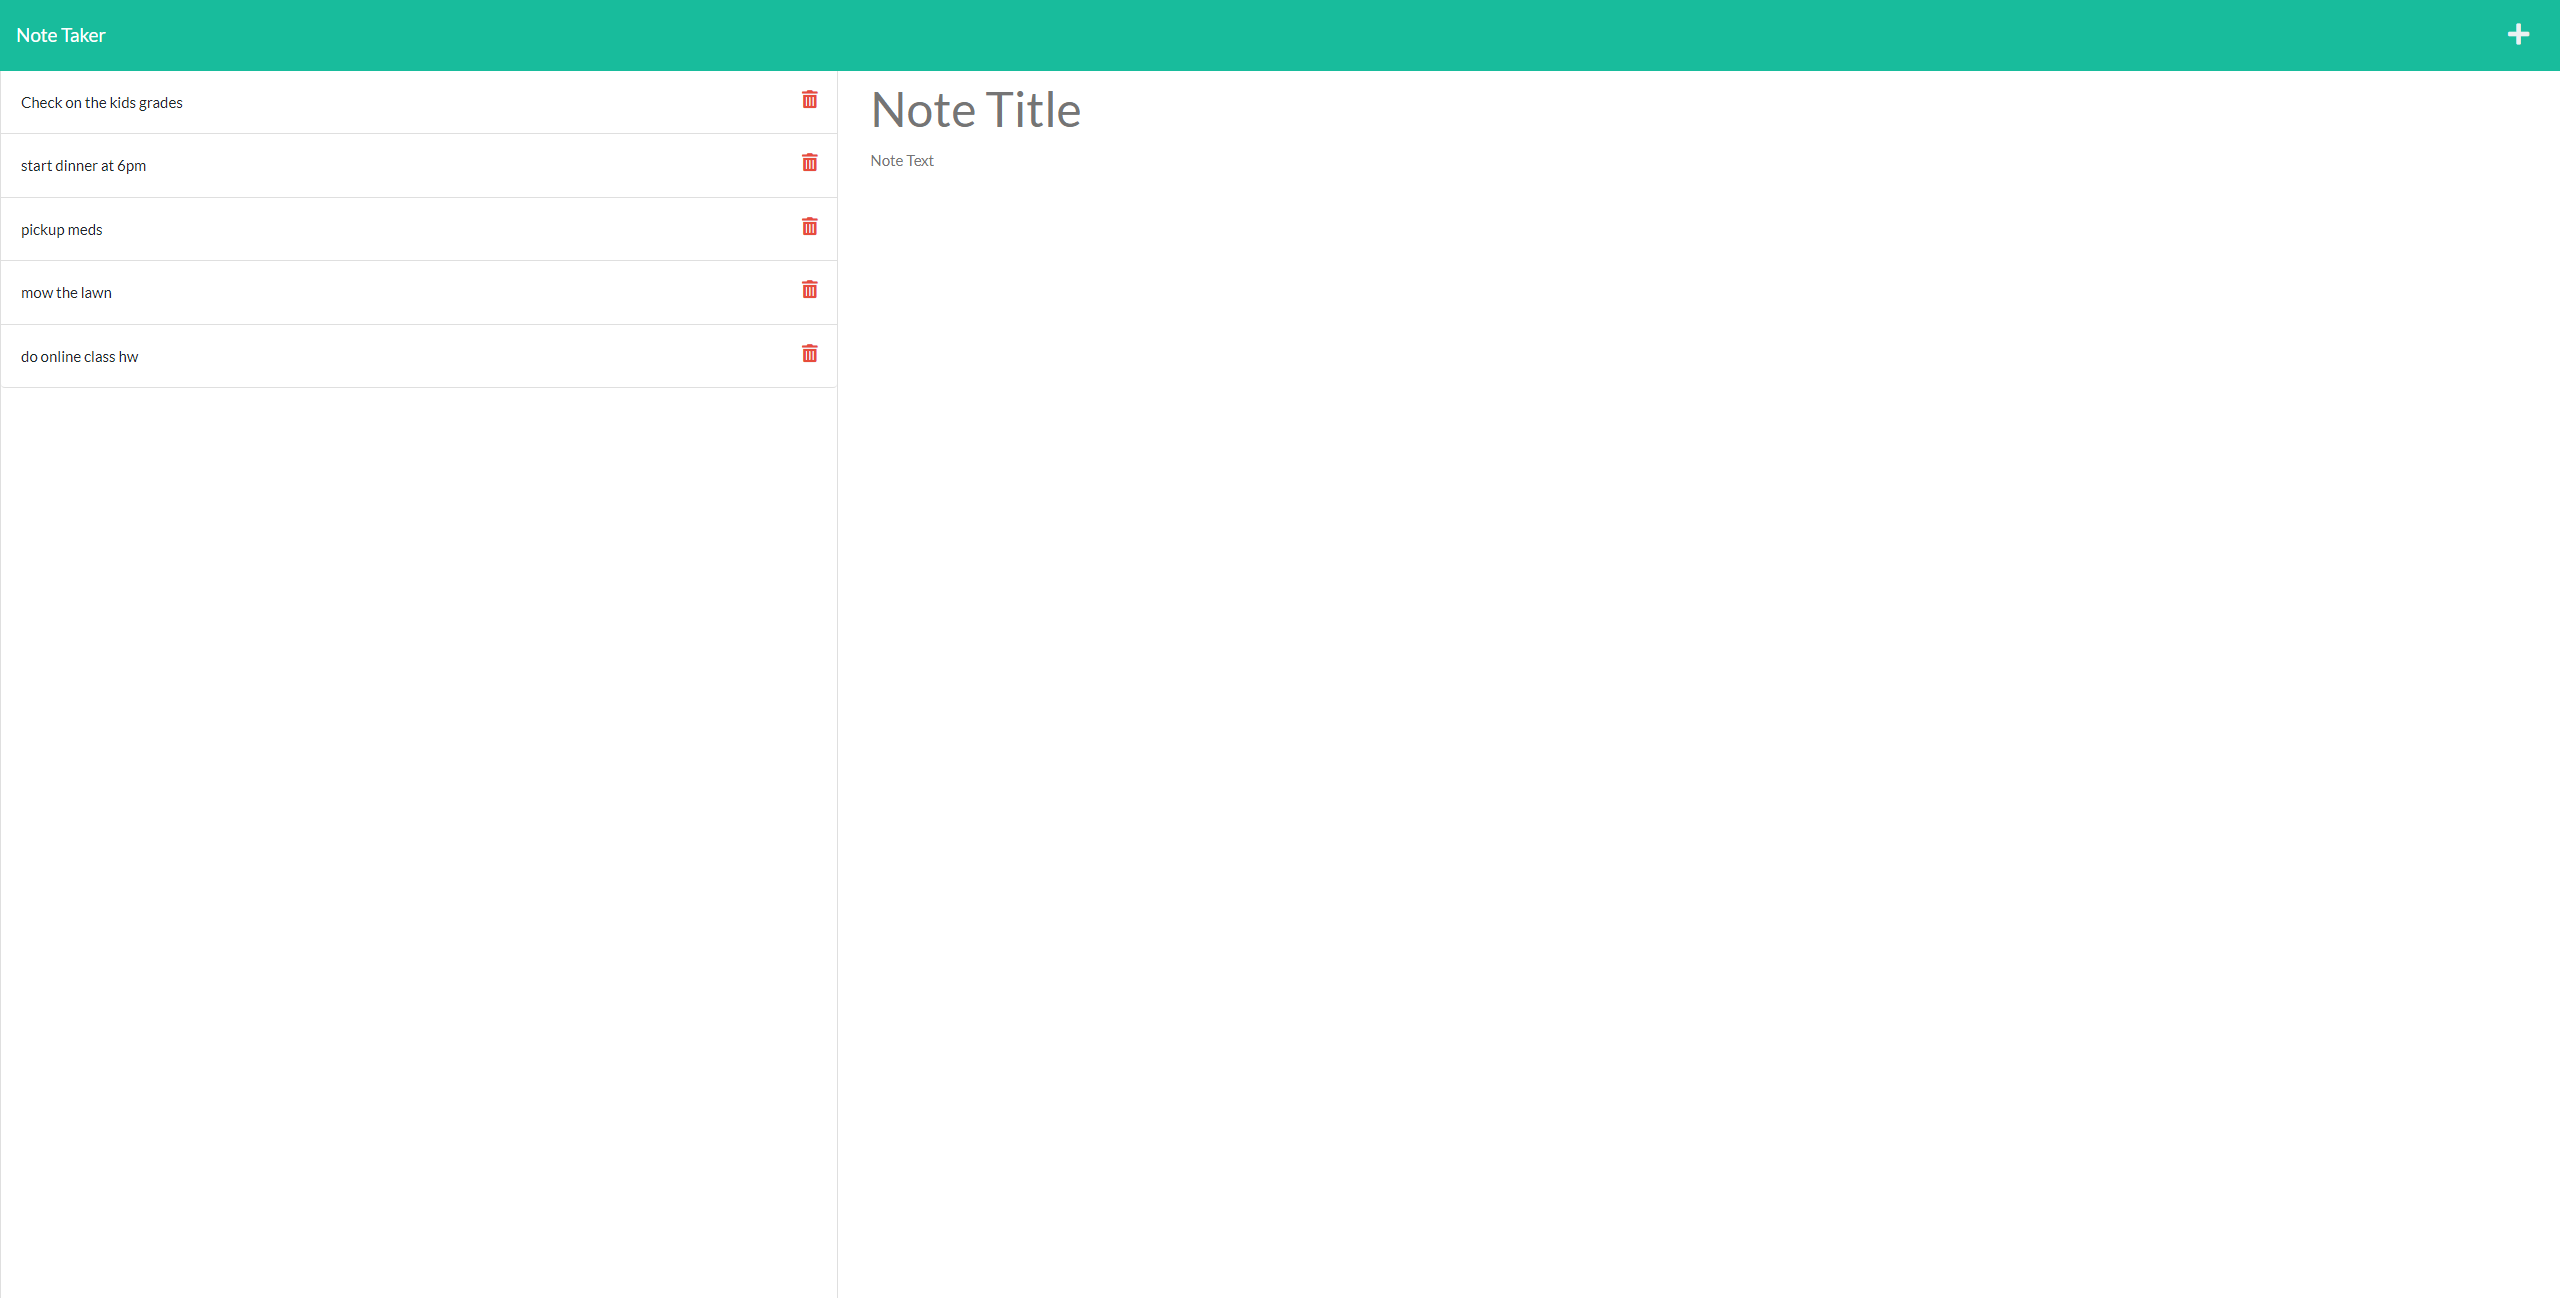 Note Taker
Check on the kids grades
start dinner at 6pm
pickup meds
mow the lawn
do online class hw
Note Title
Note Text